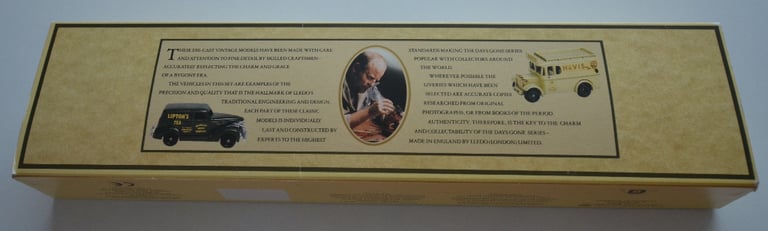 THESE DIE-CAST VINTAGE MODELS HAVE BEEN MADE WITH CARE
AND ATTENTION TO FINE DETAIL BY SKILLED CRAFTSMEN -
ACCURATELY REFLECTING THE CHARM AND GRACE
OF A BYGONE ERA.
THE VEHICLES IN THIS SET ARE EXAMPLES OF THE
PRECISION AND QUALITY THAT IS THE HALLMARK OF LLEDO'S
TRADITIONAL ENGINEERING AND DESIGN.
EACH PART OF THESE CLASSIC
MODELS IS INDIVIDUALLY
CAST AND CONSTRUCTED BY
EXPERTS TO THE HIGHEST
STANDARDS MAKING THE DAYS GONE SERIES
POPULAR WITH COLLECTORS AROUND
THE WORLD.
WHEREVER POSSIBLE THE
LIVERIES WHICH HAVE BEEN
SELECTED ARE ACCURATE COPIES
RESEARCHED FROM ORIGINAL
PHOTOGRAPHS, OR FROM BOOKS OF THE PERIOD
AUTHENTICITY, THEREFORE, IS THE KEY TO THE CHARM
AND COLLECTABILITY OF THE DAYS GONE SERIES -
MADE IN ENGLAND BY LLEDO (LONDON) LIMITED.
LIPTON'S
TEA
HOVIS
CE